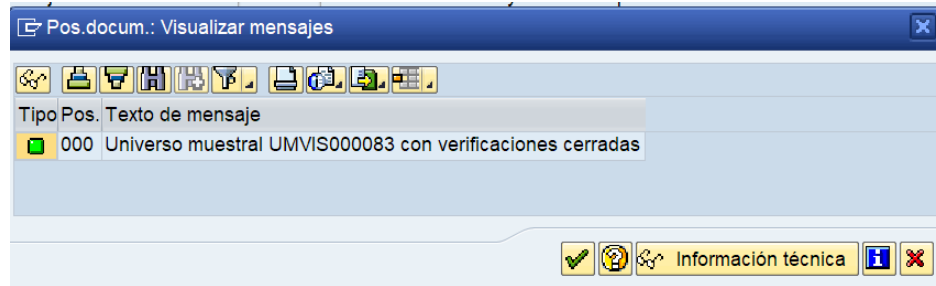 Pos.docum.: Visualizar mensajes
Tipo Pos. Texto de mensaje
000 Universo muestral UMVIS000083 con verificaciones cerradas
Información técnica